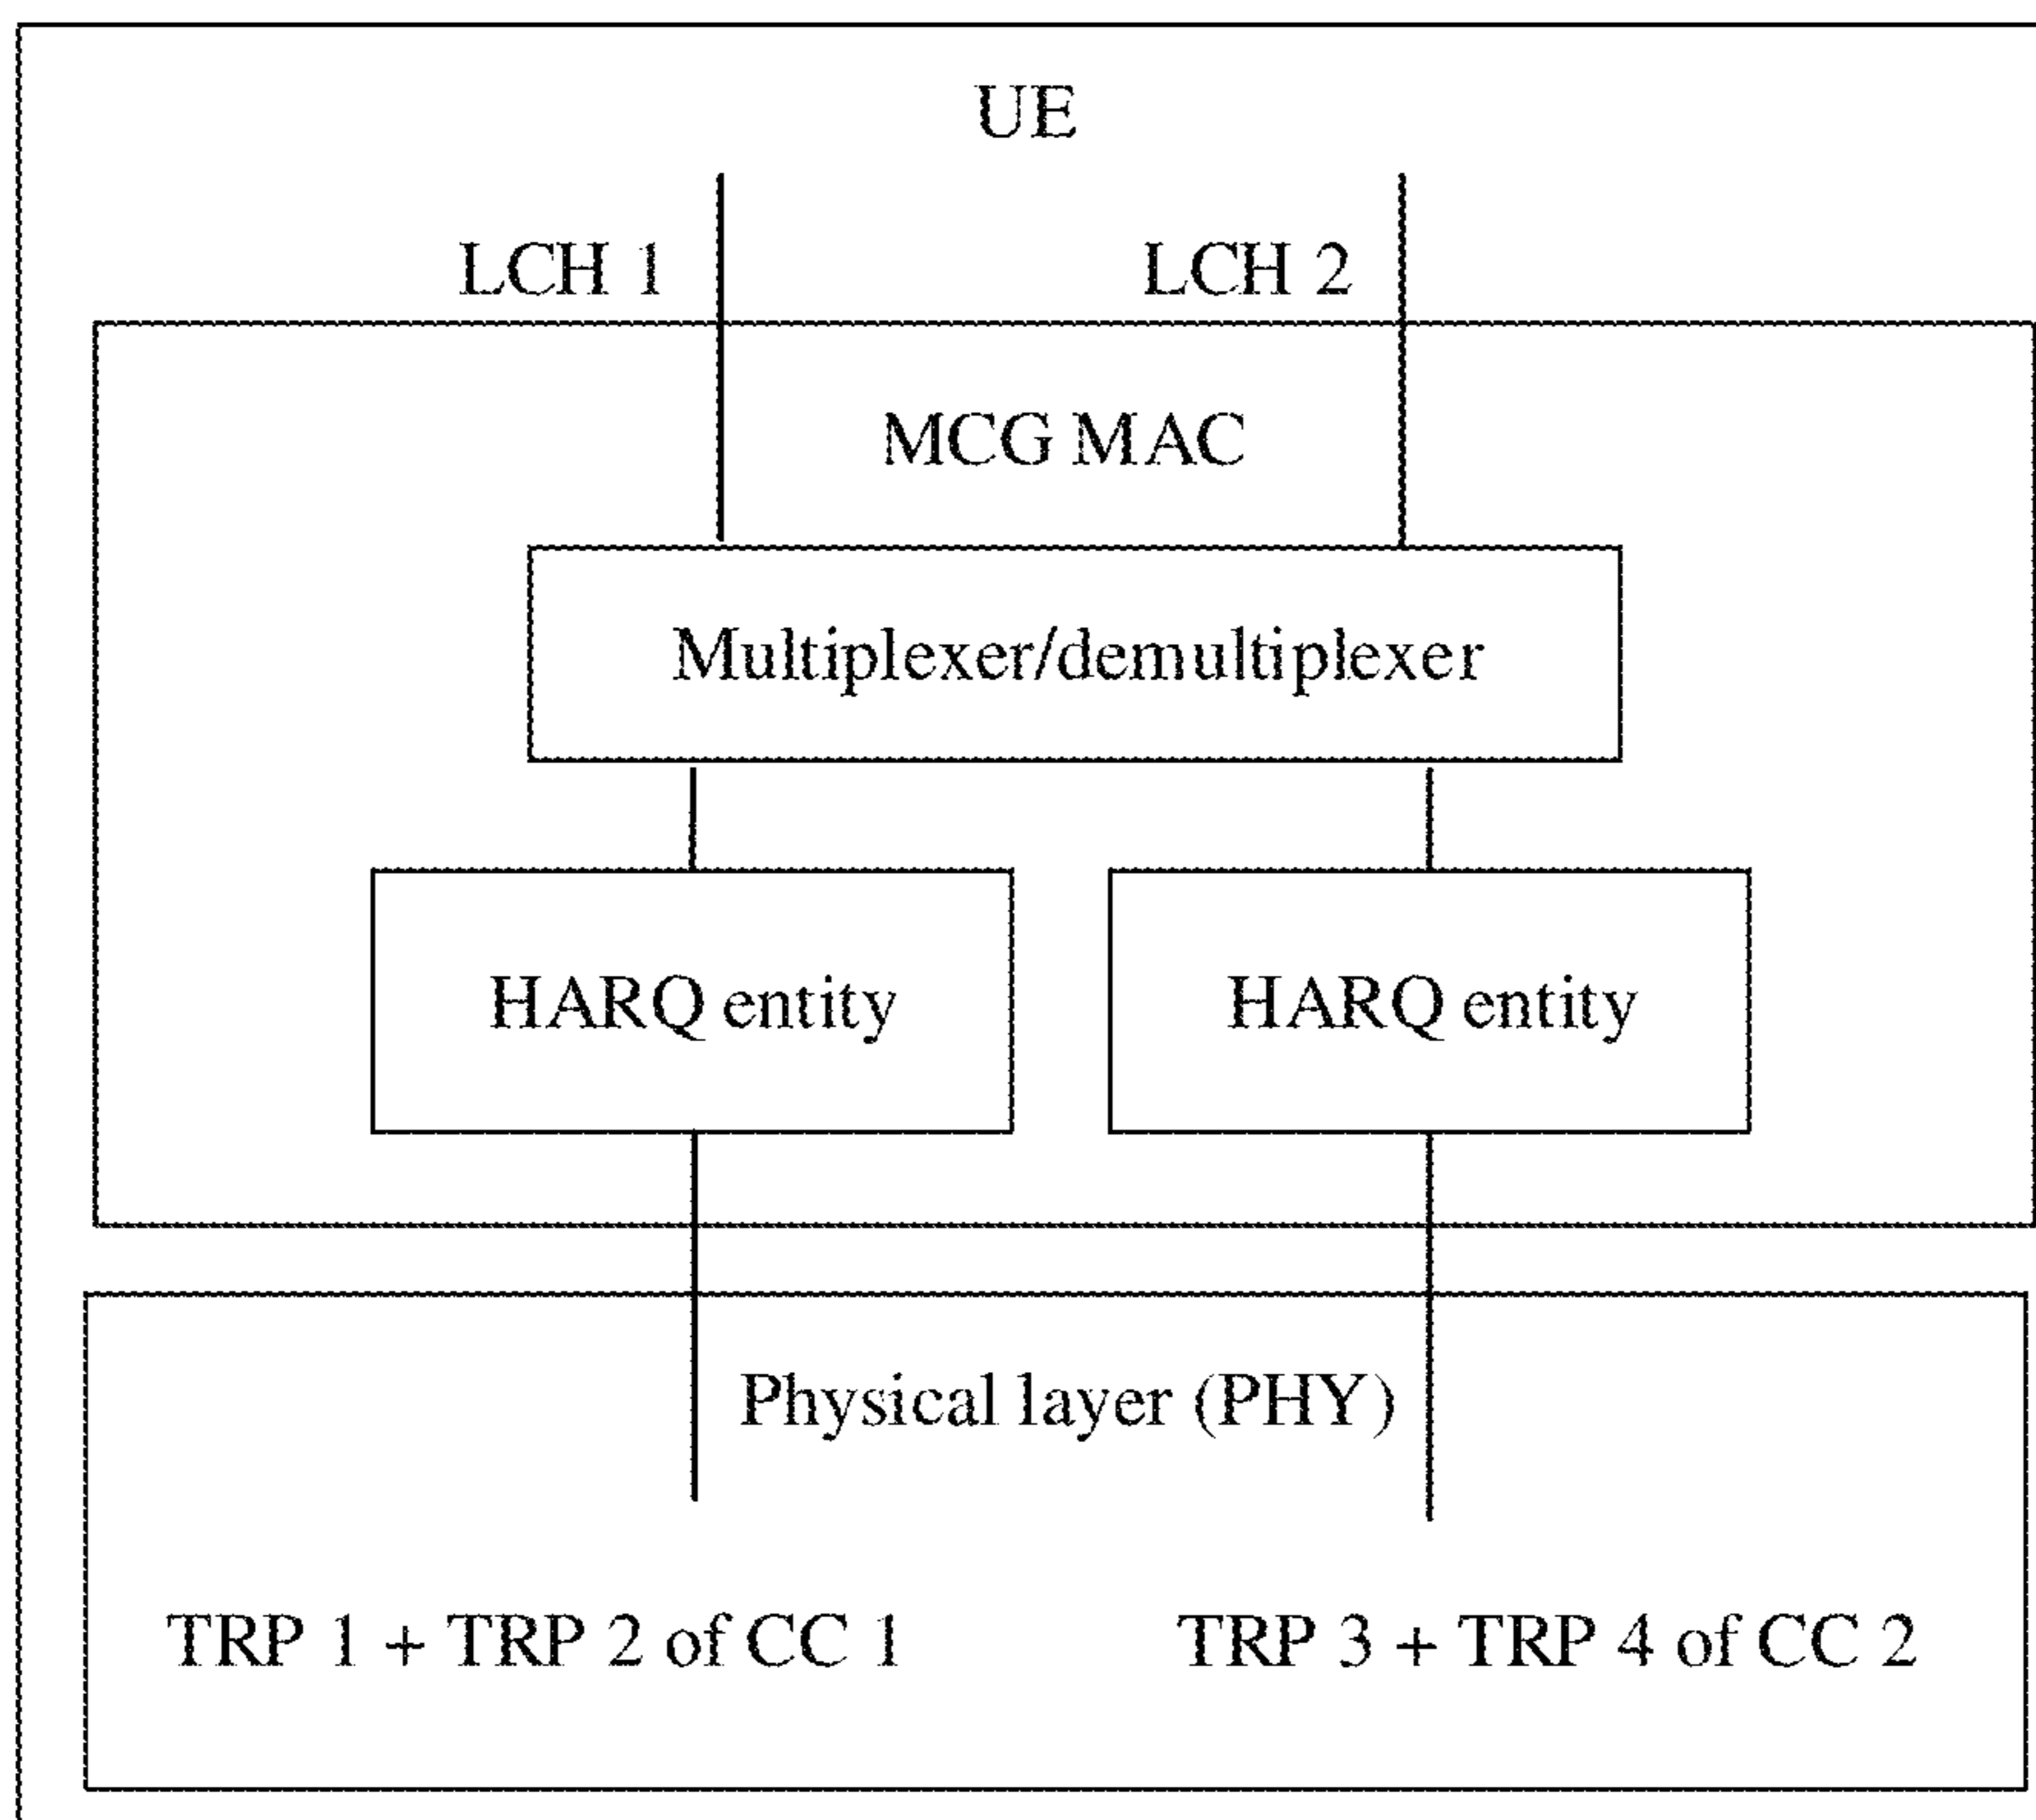 UE
LCH 1
LCH 2
MCG MAC
Multiplexer/demultiplexer
HARQ entity
HARQ entity
Physical layer (PHY)
TRP 1 + TRP 2 of CC 1
TRP 3 + TRP 4 of CC 2